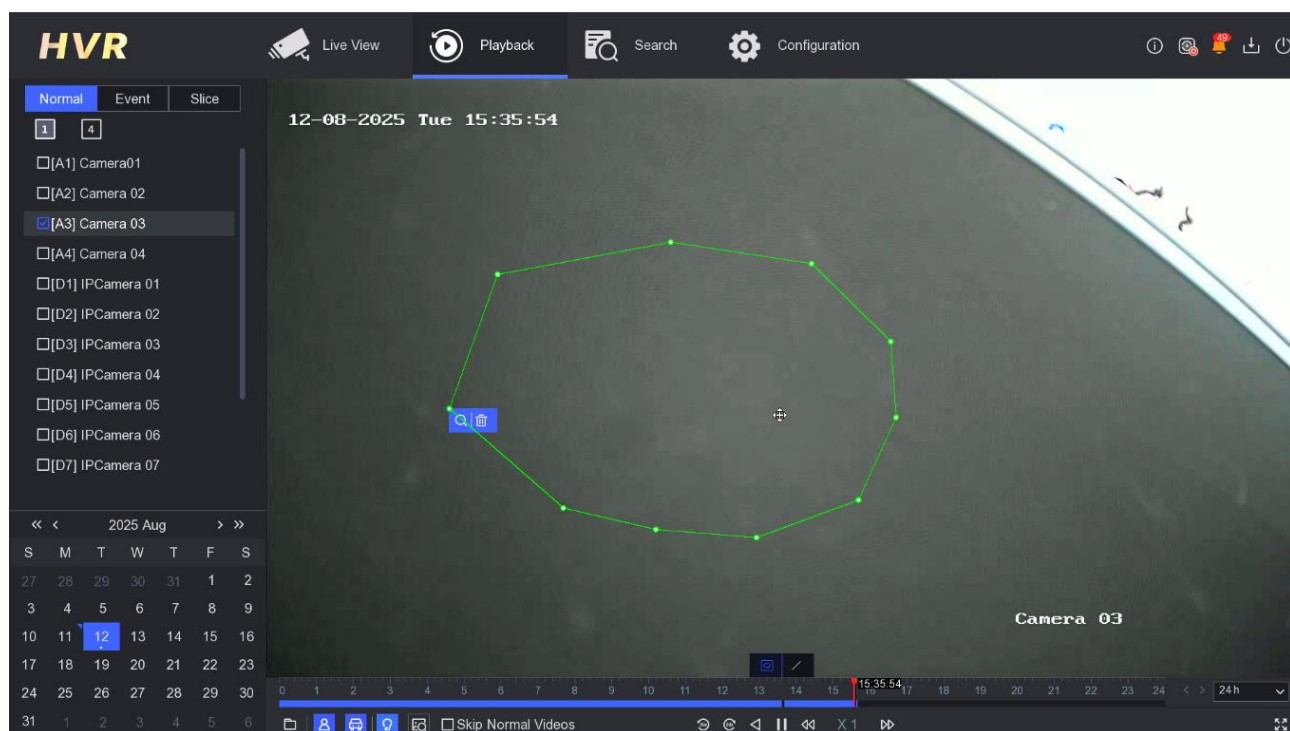 HVR
Live View
Playback
Search
Configuration
49
Normal Event Slice
1 4
[A1] Camera01
[A2] Camera 02
[A3] Camera 03
[A4] Camera 04
[D1] IPCamera 01
[D2] IPCamera 02
[D3] IPCamera 03
[D4] IPCamera 04
[D5] IPCamera 05
[D6] IPCamera 06
[D7] IPCamera 07
12-08-2025 Tue 15:35:54
Camera 03
2025 Aug
S M T W T F S
27 28 29 30 31 1 2
3 4 5 6 7 8 9
10 11 12 13 14 15 16
17 18 19 20 21 22 23
24 25 26 27 28 29 30
31 1 2 3 4 5 6
15:35:54
0 1 2 3 4 5 6 7 8 9 10 11 12 13 14 15 16 17 18 19 20 21 22 23 24
24h
Skip Normal Videos
X 1